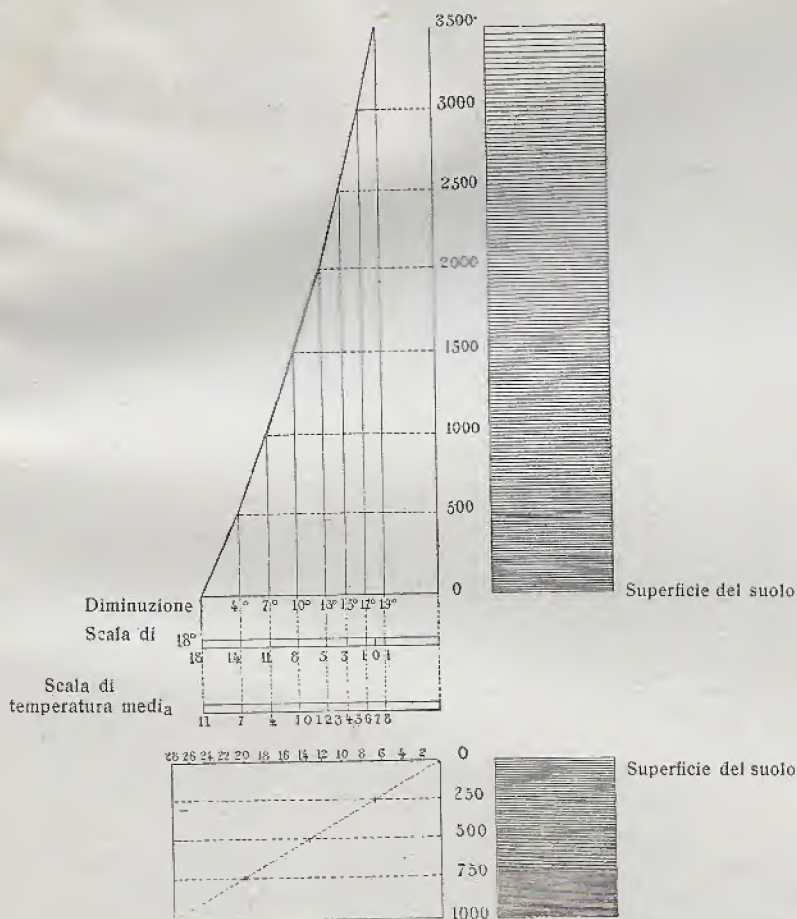 3500
3000
2500
2000
1500
1000
500
0
Superficie del suolo
Diminuzione 4° 7° 10° 13° 15° 17° 19°
Scala di 18°
18 14 11 8 5 3 1 0 1
Scala di
temperatura media
11 7 4 1 0 1 2 3 4 5 6 7 8
28 26 24 22 20 18 16 14 12 10 8 6 4 2 0
Superficie del suolo
250
500
750
1000